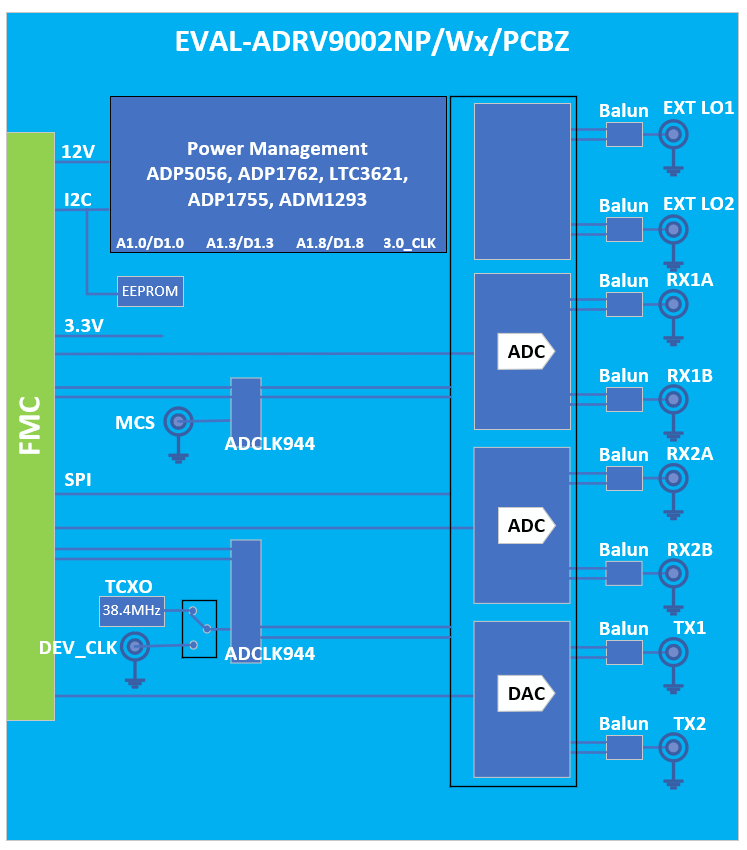 EVAL-ADRV9002NP/Wx/PCBZ
FMC
12V
I2C
Power Management
ADP5056, ADP1762, LTC3621,
ADP1755, ADM1293
A1.0/D1.0 A1.3/D1.3 A1.8/D1.8 3.0_CLK
EEPROM
3.3V
MCS
ADCLK944
SPI
TCXO
38.4MHz
DEV_CLK
ADCLK944
ADC
ADC
DAC
Balun EXT LO1
Balun EXT LO2
Balun RX1A
Balun RX1B
Balun RX2A
Balun RX2B
Balun TX1
Balun TX2